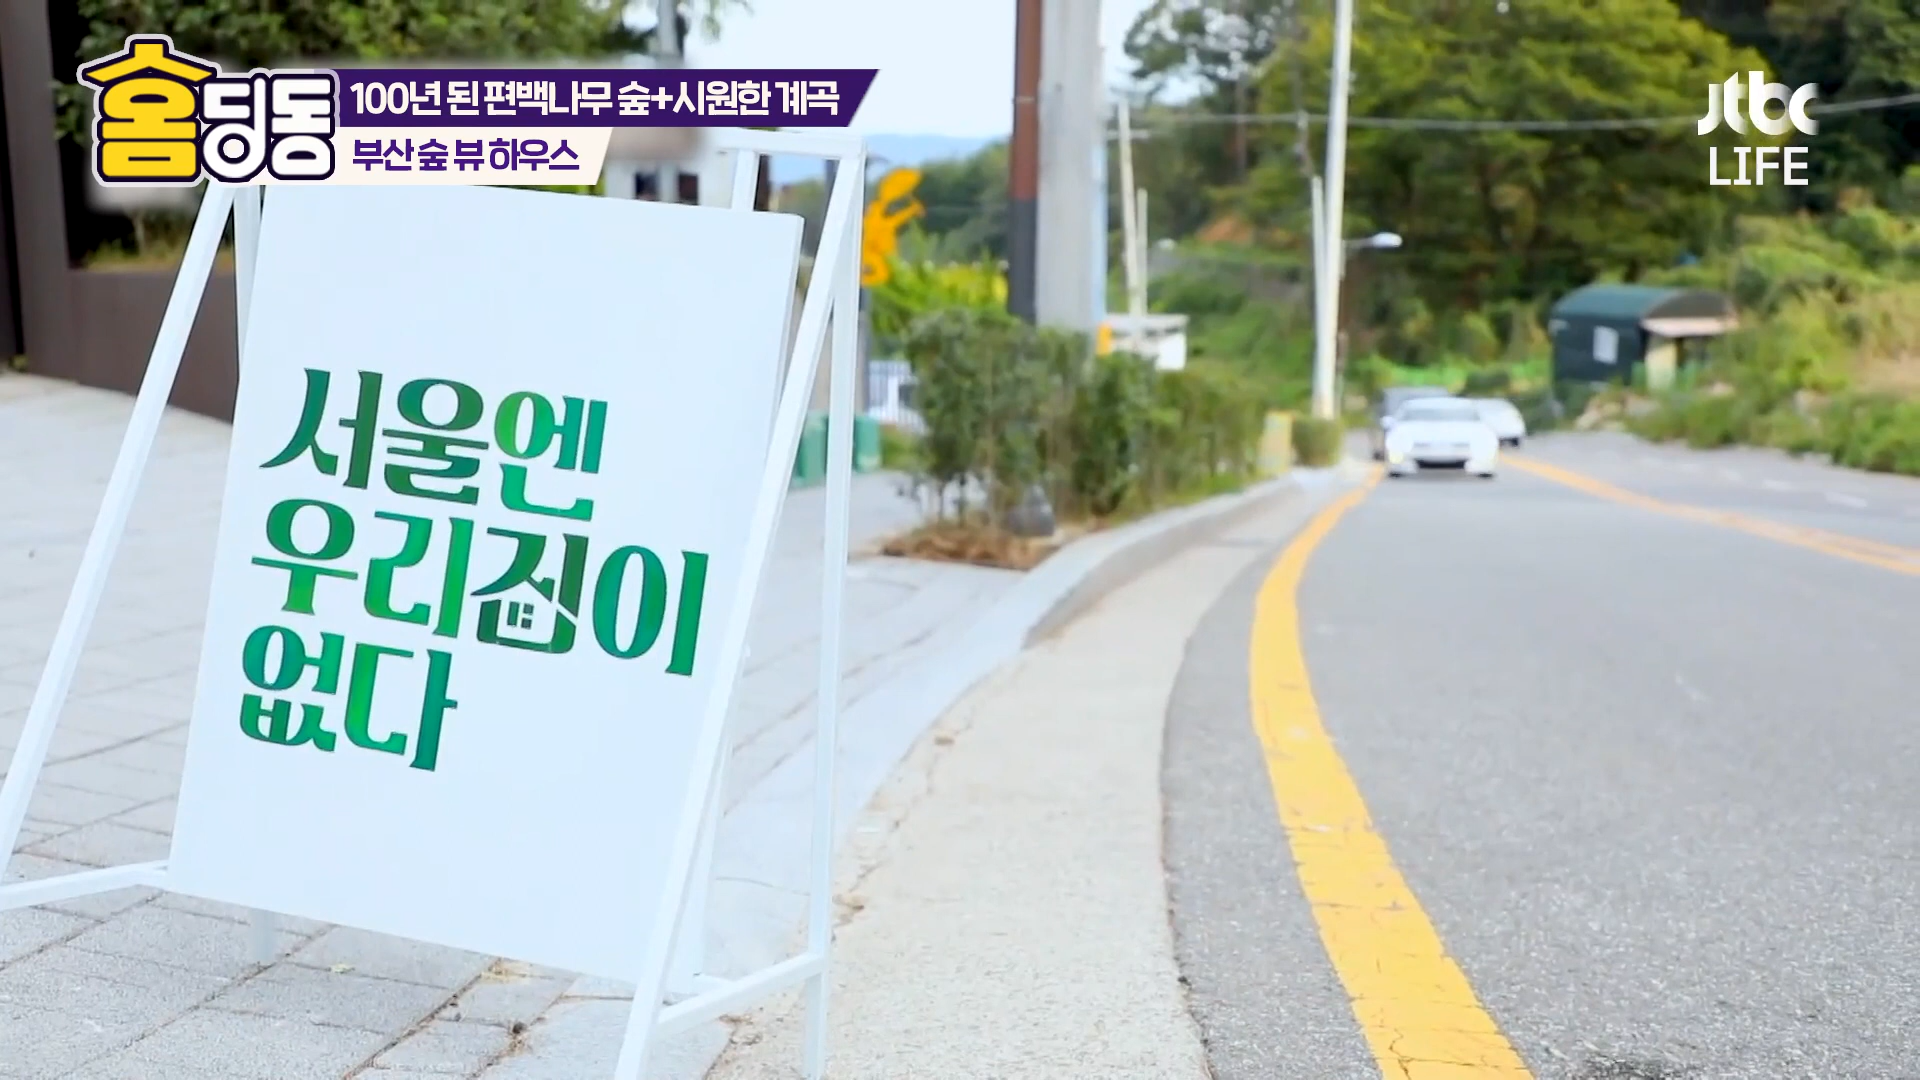 홈딩동
100년 된 편백나무 숲+시원한 계곡
부산 숲 뷰 하우스
jtbc
LIFE
서울엔
우리집이
없다